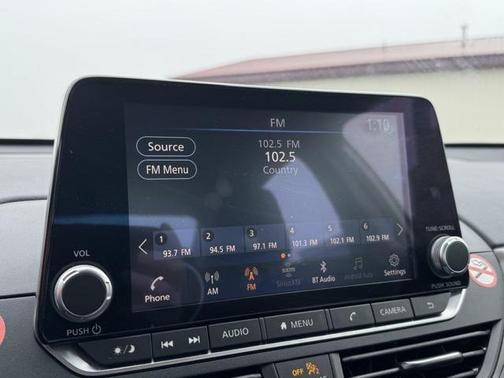 FM
1:10
Source
102.5 FM
102.5
Country
FM Menu
1 2 3 4 5 6
93.7 FM 94.5 FM 97.1 FM 101.3 FM 102.1 FM 102.9 FM
Phone AM FM SiriusXM BT Audio Android Auto Settings
VOL
TUNE·SCROLL
PUSH
PUSH SOUND
AUDIO MENU CAMERA
OFF